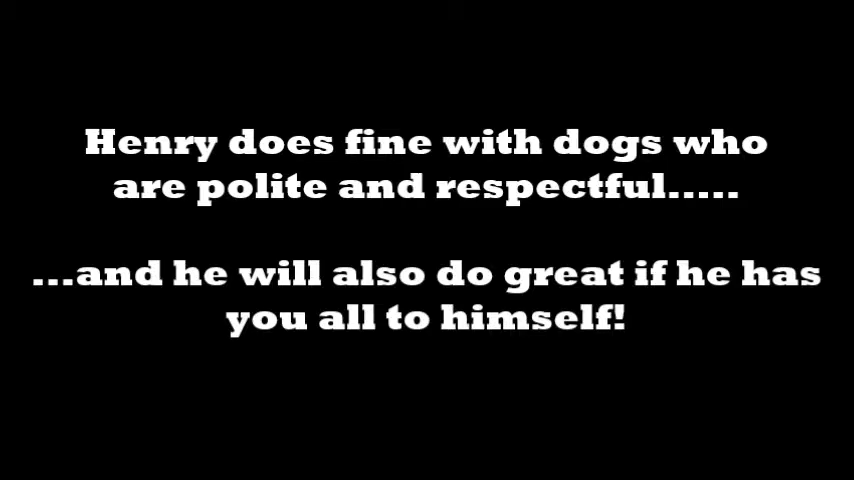 Henry does fine with dogs who
are polite and respectful.....
...and he will also do great if he has
you all to himself!